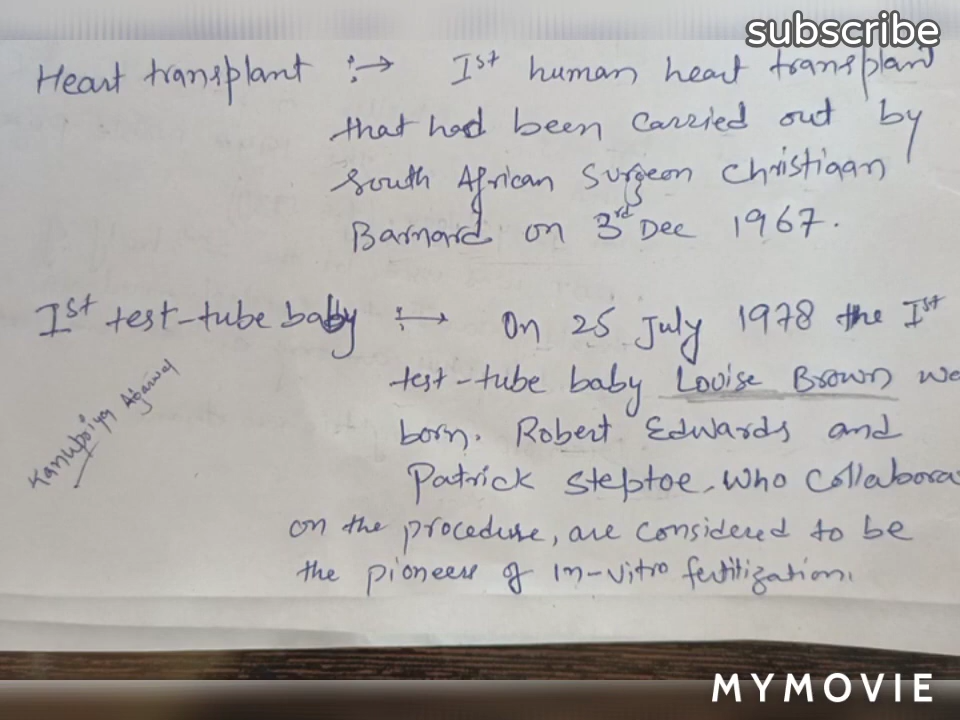 subscribe
Heart transplant :→ Ist human heart transplant
that had been carried out by
South African Surgeon Christiaan
Barnard on 3rd Dec 1967.
Ist test-tube baby :→ On 25 July 1978 the Ist
test-tube baby Louise Brown wa
born. Robert Edwards and
Patrick Steptoe, who collabora
on the procedure, are considered to be
the pioneers of in-vitro fertilization.
Kanupriya Agarwal
MYMOVIE